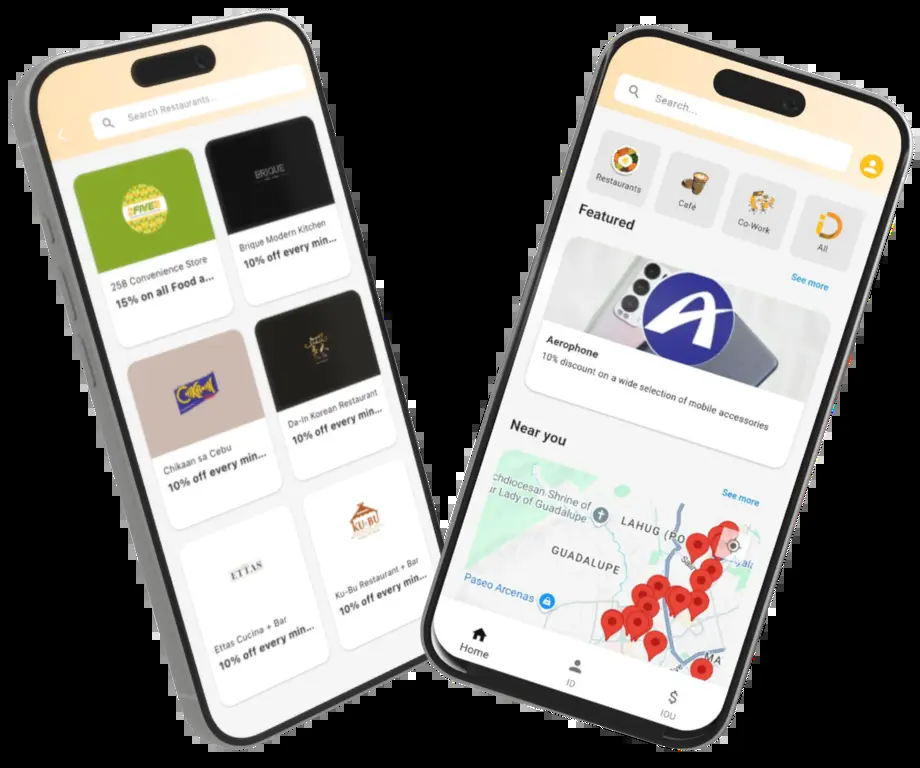 Search Restaurants...
FIVE
258 Convenience Store
15% on all Food a...
BRIQUE
Brique Modern Kitchen
10% off every min...
Chikaan sa Cebu
10% off every min...
Da-In Korean Restaurant
10% off every min...
ETTAS
Ettas Cucina + Bar
10% off every min...
KU-BU
Ku-Bu Restaurant + Bar
10% off every min...
Search...
Restaurants
Café
Co-Work
All
Featured
See more
Aerophone
10% discount on a wide selection of mobile accessories
Near you
See more
chdiocesan Shrine of
ur Lady of Guadalupe
LAHUG (PO
GUADALUPE
Paseo Arcenas
MA
Home
ID
IOU